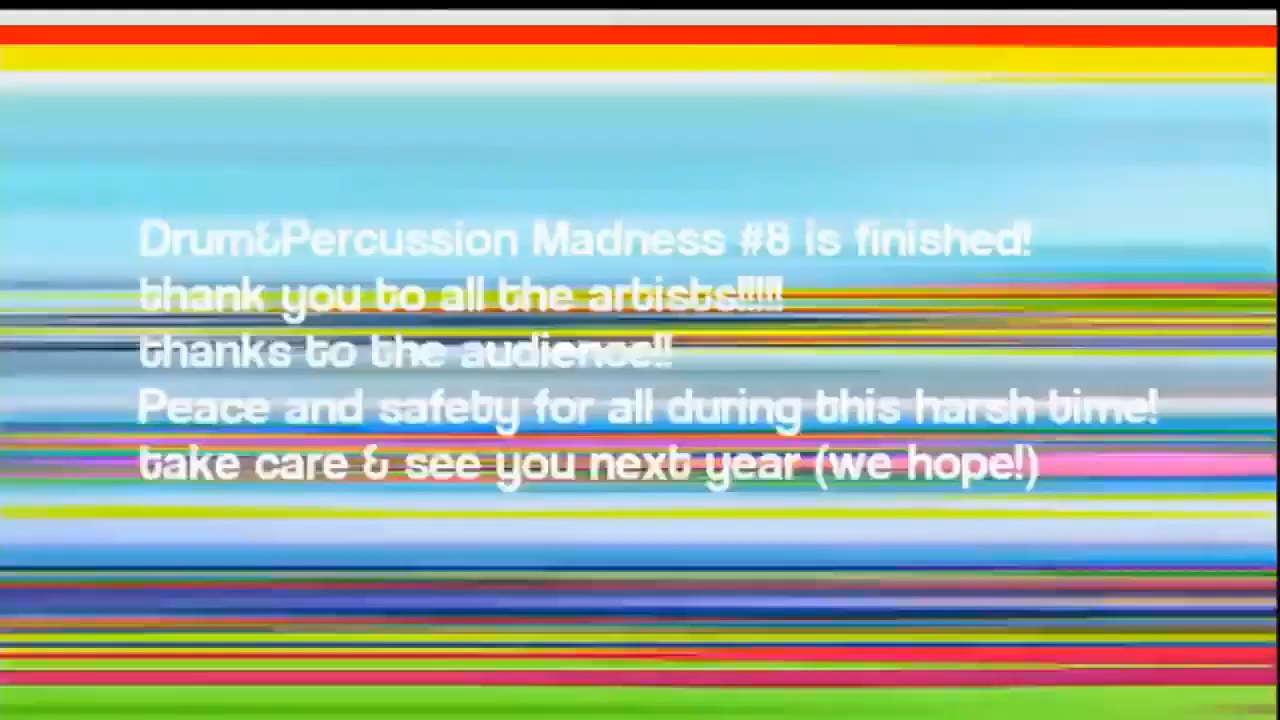 Drum&Percussion Madness #8 is finished!
thank you to all the artists!!!!!
thanks to the audience!!
Peace and safety for all during this harsh time!
take care & see you next year (we hope!)